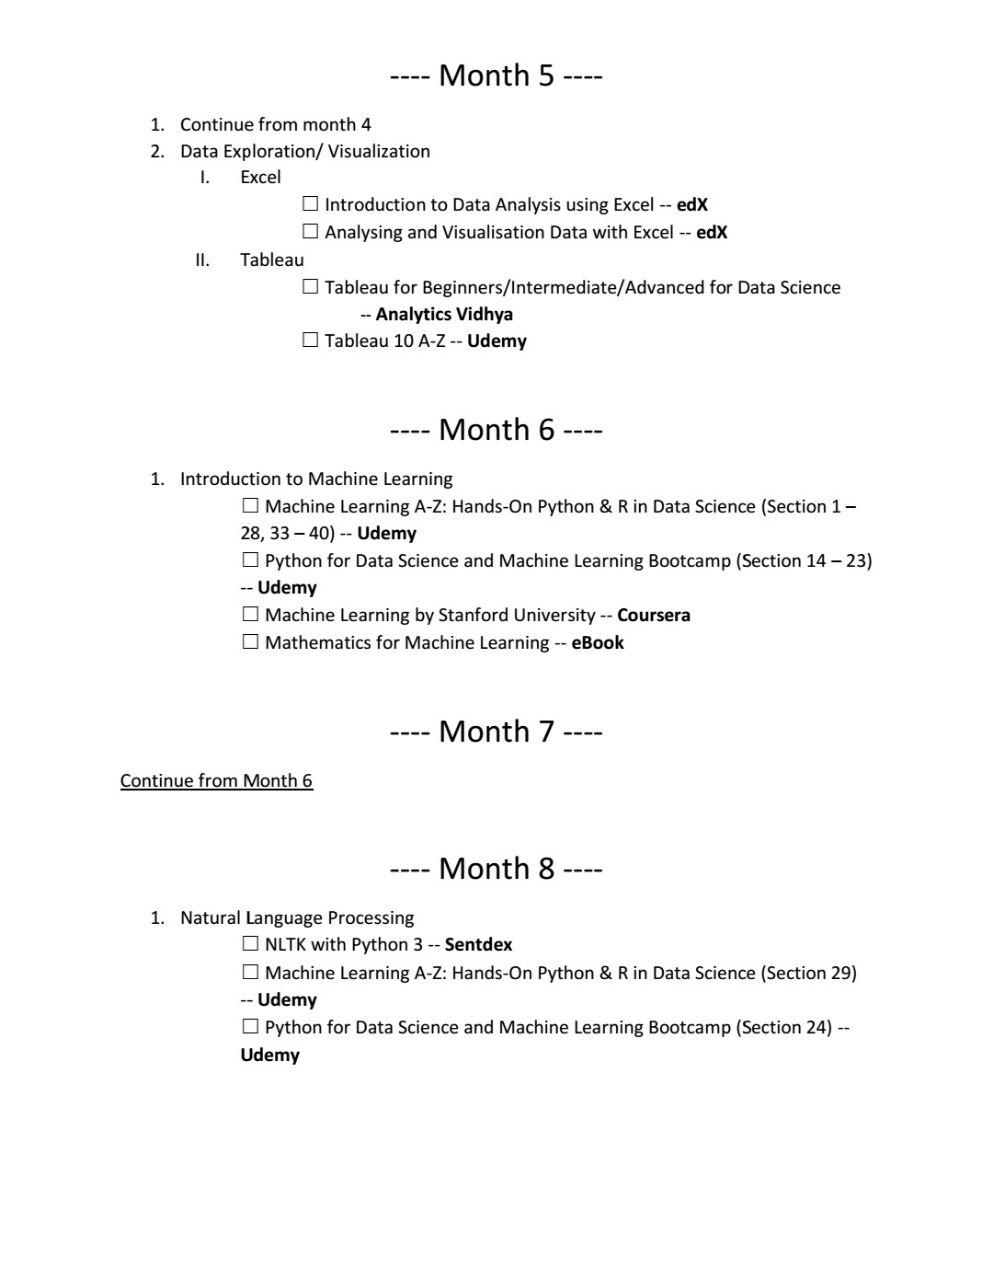 ---- Month 5 ----
1. Continue from month 4
2. Data Exploration/ Visualization
I. Excel
☐ Introduction to Data Analysis using Excel -- edX
☐ Analysing and Visualisation Data with Excel -- edX
II. Tableau
☐ Tableau for Beginners/Intermediate/Advanced for Data Science
-- Analytics Vidhya
☐ Tableau 10 A-Z -- Udemy
---- Month 6 ----
1. Introduction to Machine Learning
☐ Machine Learning A-Z: Hands-On Python & R in Data Science (Section 1 –
28, 33 – 40) -- Udemy
☐ Python for Data Science and Machine Learning Bootcamp (Section 14 – 23)
-- Udemy
☐ Machine Learning by Stanford University -- Coursera
☐ Mathematics for Machine Learning -- eBook
---- Month 7 ----
Continue from Month 6
---- Month 8 ----
1. Natural Language Processing
☐ NLTK with Python 3 -- Sentdex
☐ Machine Learning A-Z: Hands-On Python & R in Data Science (Section 29)
-- Udemy
☐ Python for Data Science and Machine Learning Bootcamp (Section 24) --
Udemy